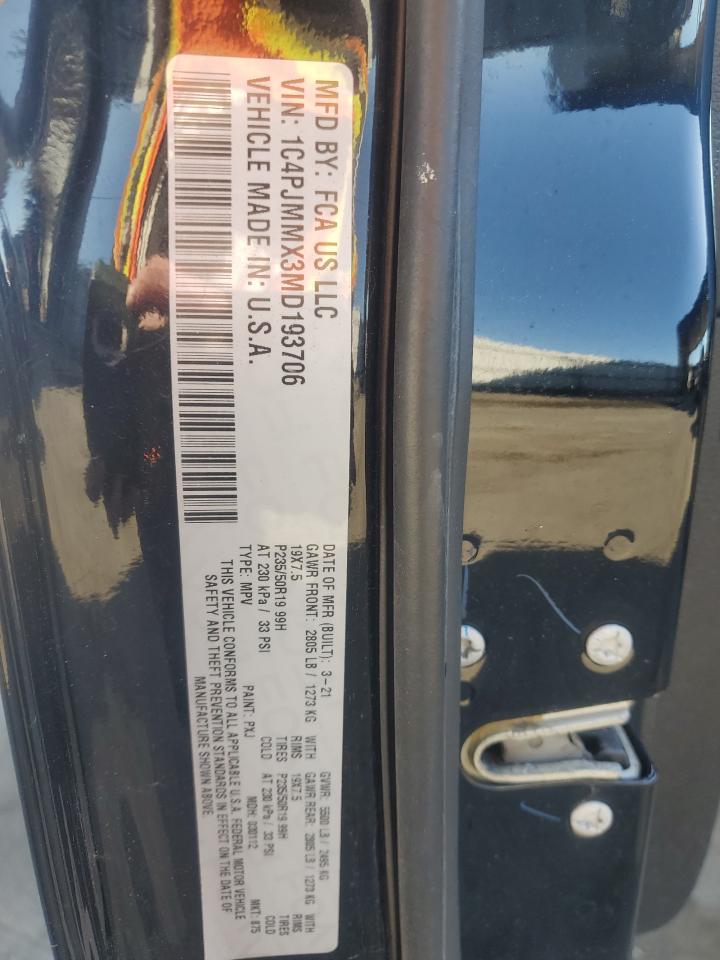 MFD BY: FCA US LLC
VIN: 1C4PJMMX3MD193706
VEHICLE MADE IN: U.S.A.
DATE OF MFR (BUILT): 3-21 GVWR: 5500 LB / 2495 KG
GAWR FRONT: 2805 LB / 1273 KG WITH GAWR REAR: 2805 LB / 1273 KG WITH
19X7.5 RIMS 19X7.5 RIMS
P235/50R19 99H TIRES P235/50R19 99H TIRES
AT 230 kPa / 33 PSI COLD AT 230 kPa / 33 PSI COLD
TYPE: MPV PAINT: PXJ MDH: 030112 MKT: 875
THIS VEHICLE CONFORMS TO ALL APPLICABLE U.S.A. FEDERAL MOTOR VEHICLE
SAFETY AND THEFT PREVENTION STANDARDS IN EFFECT ON THE DATE OF
MANUFACTURE SHOWN ABOVE.